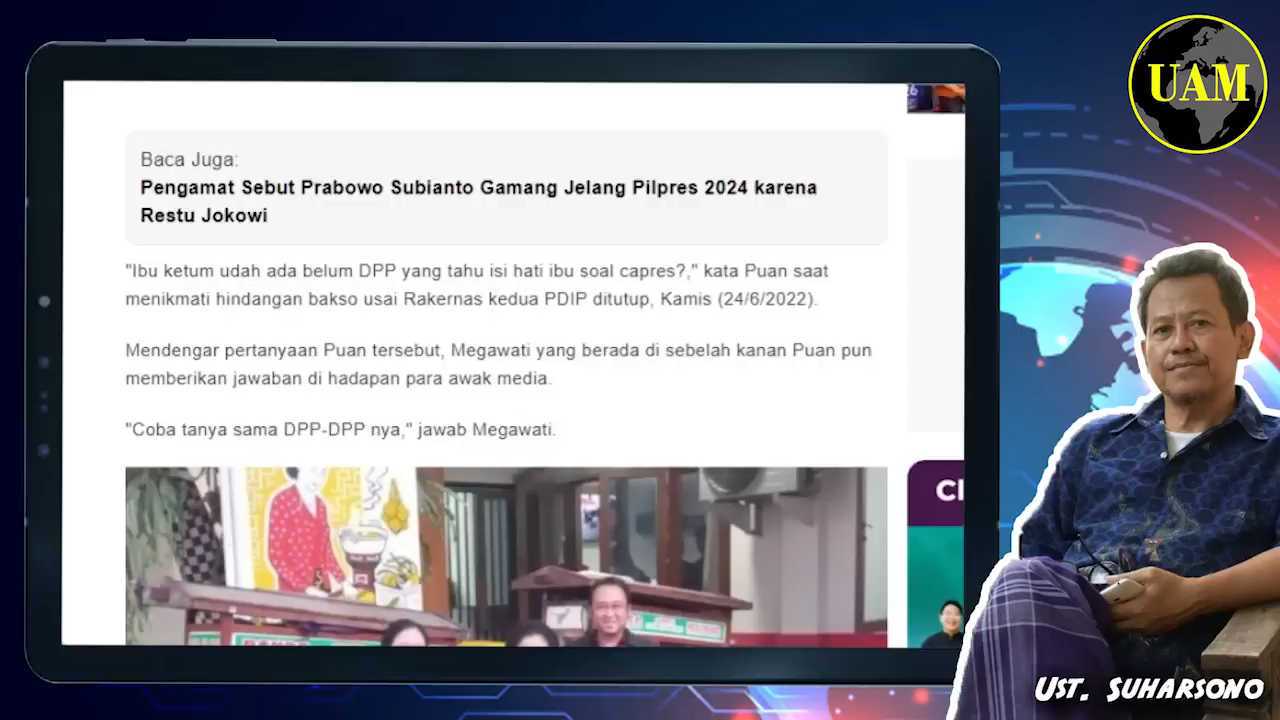 UAM
Baca Juga:
Pengamat Sebut Prabowo Subianto Gamang Jelang Pilpres 2024 karena
Restu Jokowi
"Ibu ketum udah ada belum DPP yang tahu isi hati ibu soal capres?," kata Puan saat
menikmati hindangan bakso usai Rakernas kedua PDIP ditutup, Kamis (24/6/2022).
Mendengar pertanyaan Puan tersebut, Megawati yang berada di sebelah kanan Puan pun
memberikan jawaban di hadapan para awak media.
"Coba tanya sama DPP-DPP nya," jawab Megawati.
UST. SUHARSONO